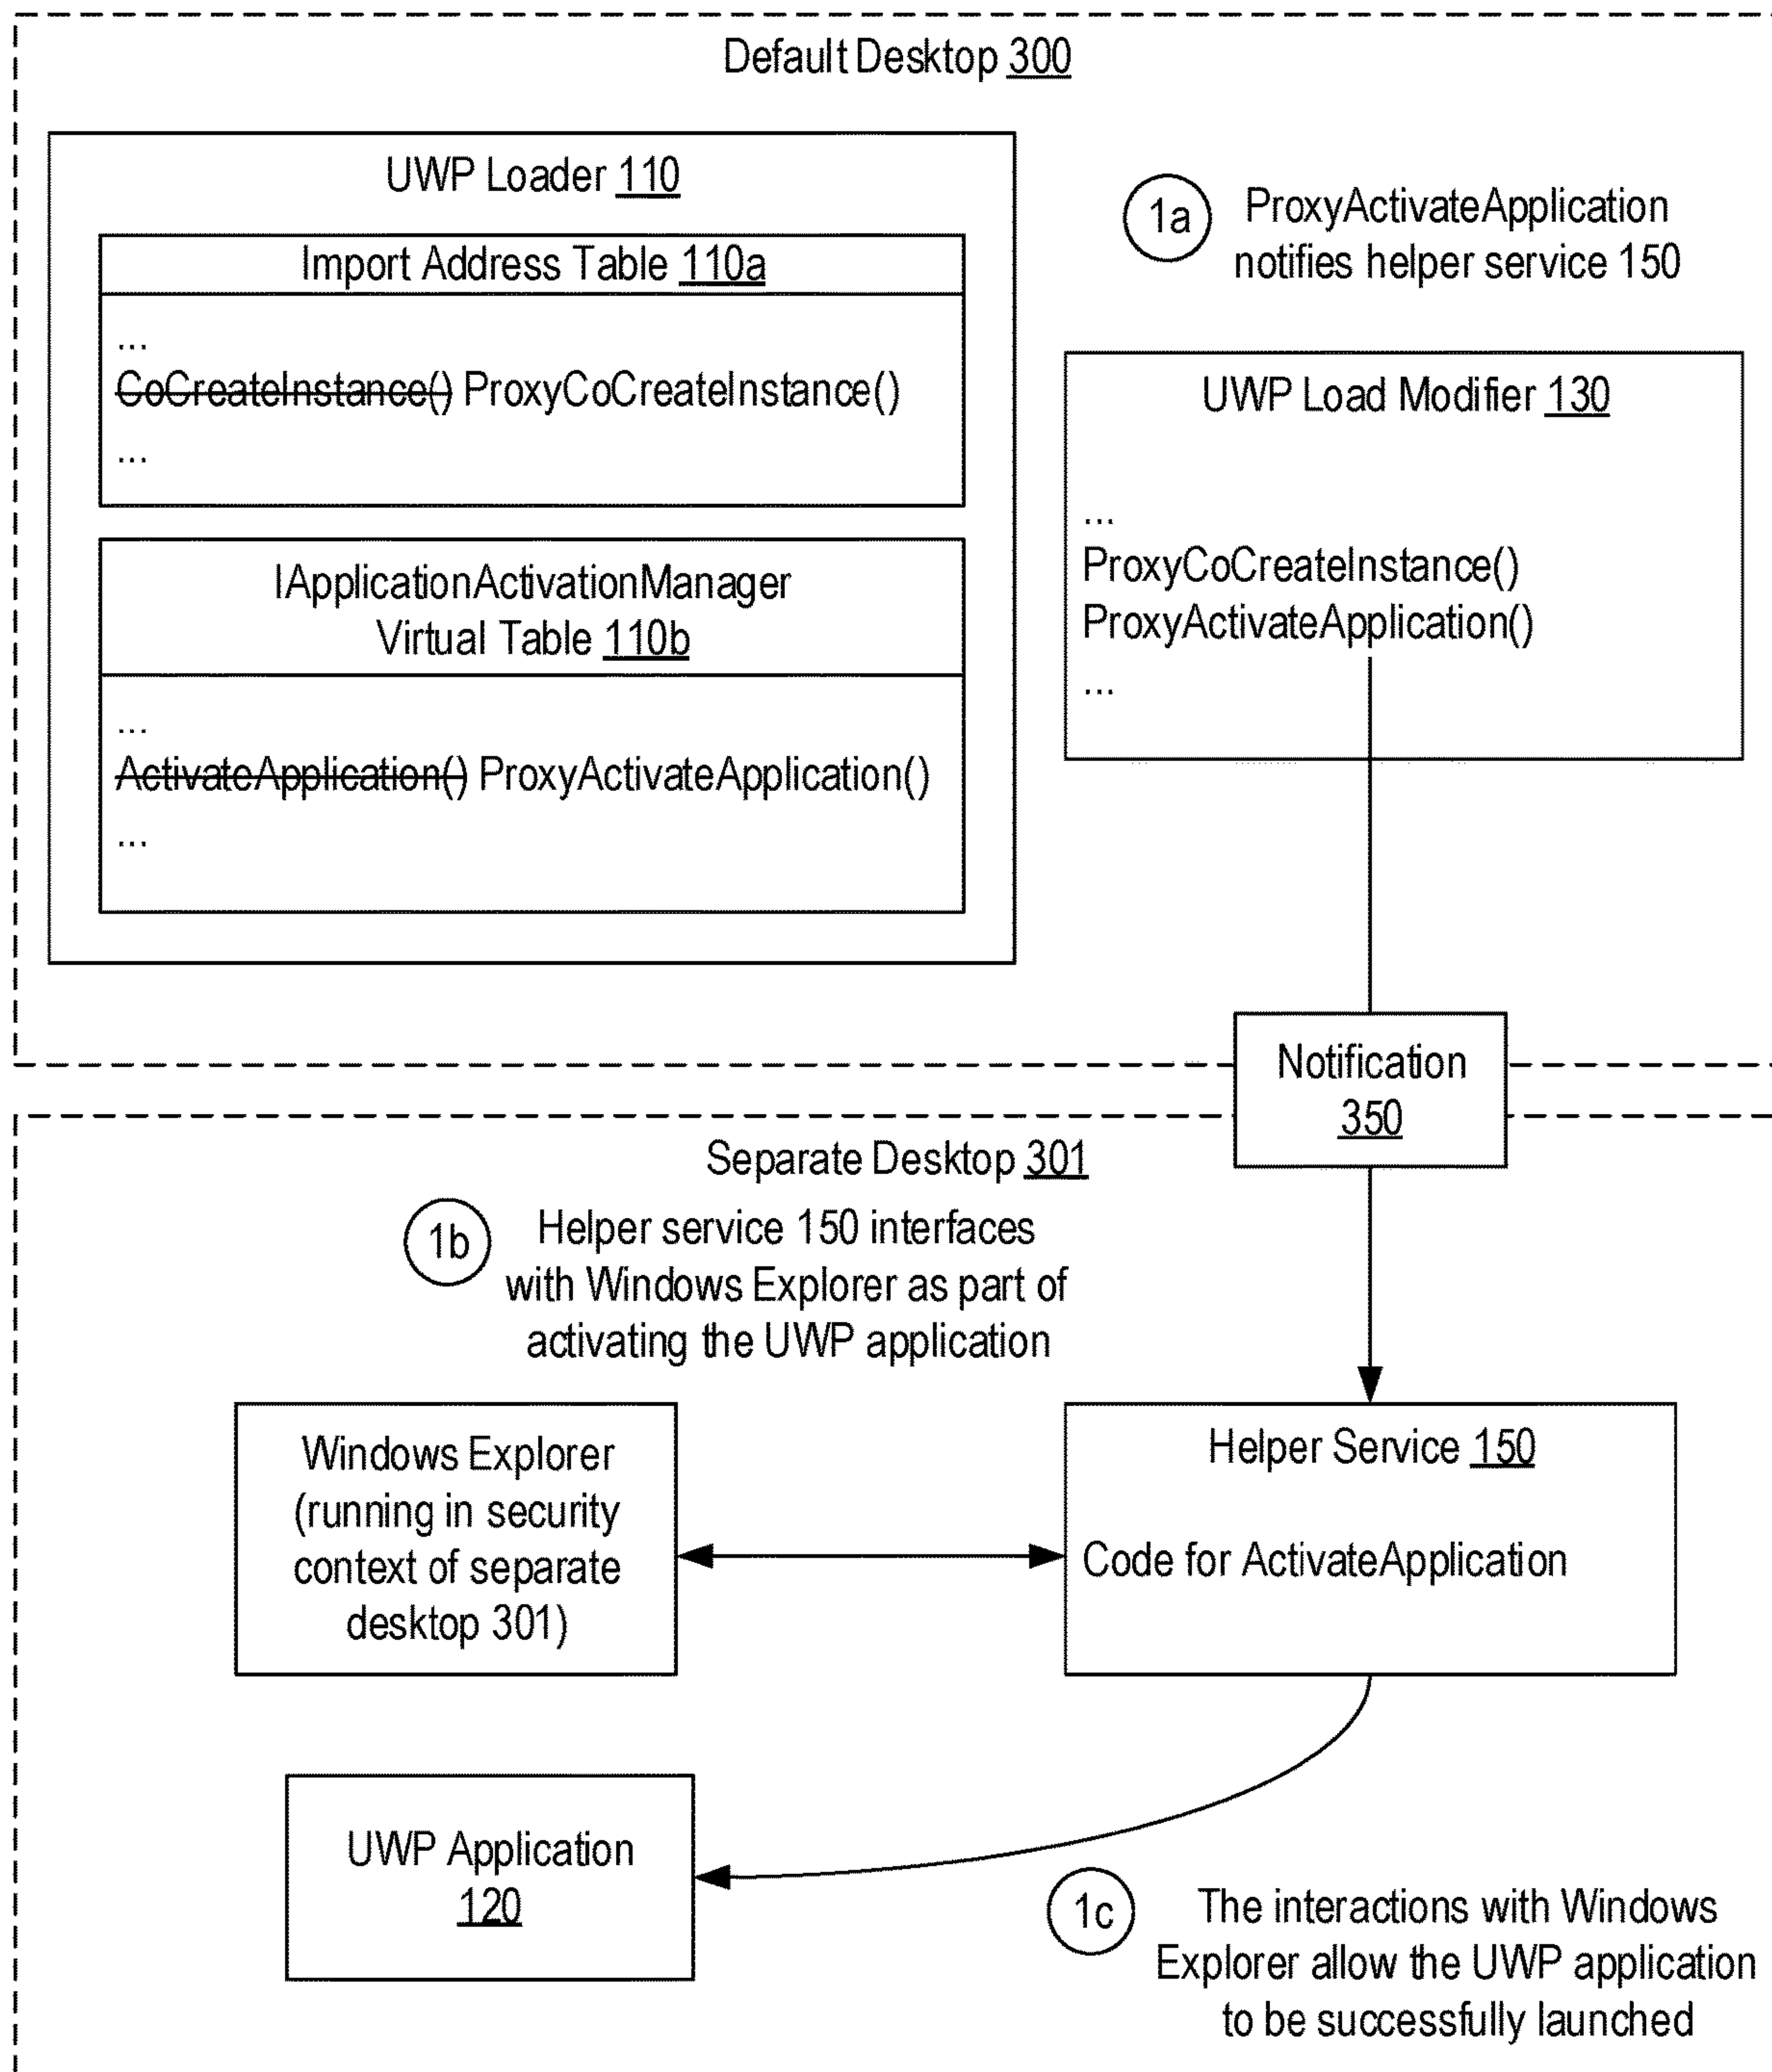 Default Desktop 300
UWP Loader 110
Import Address Table 110a
...
CoCreateInstance() ProxyCoCreateInstance()
...
IApplicationActivationManager
Virtual Table 110b
...
ActivateApplication() ProxyActivateApplication()
...
1a
ProxyActivateApplication
notifies helper service 150
UWP Load Modifier 130
...
ProxyCoCreateInstance()
ProxyActivateApplication()
...
Notification
350
Separate Desktop 301
1b
Helper service 150 interfaces
with Windows Explorer as part of
activating the UWP application
Windows Explorer
(running in security
context of separate
desktop 301)
Helper Service 150
Code for ActivateApplication
UWP Application
120
1c
The interactions with Windows
Explorer allow the UWP application
to be successfully launched